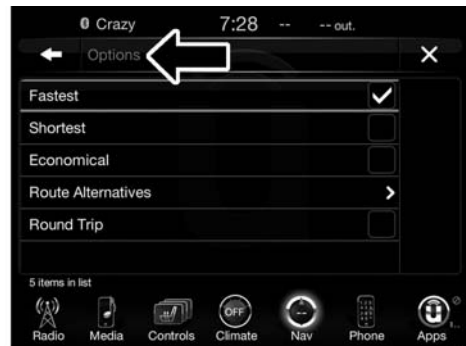 Crazy 7:28 -- -- out.
Options
Fastest
Shortest
Economical
Route Alternatives
Round Trip
5 items in list
OFF --
Radio Media Controls Climate Nav Phone Apps